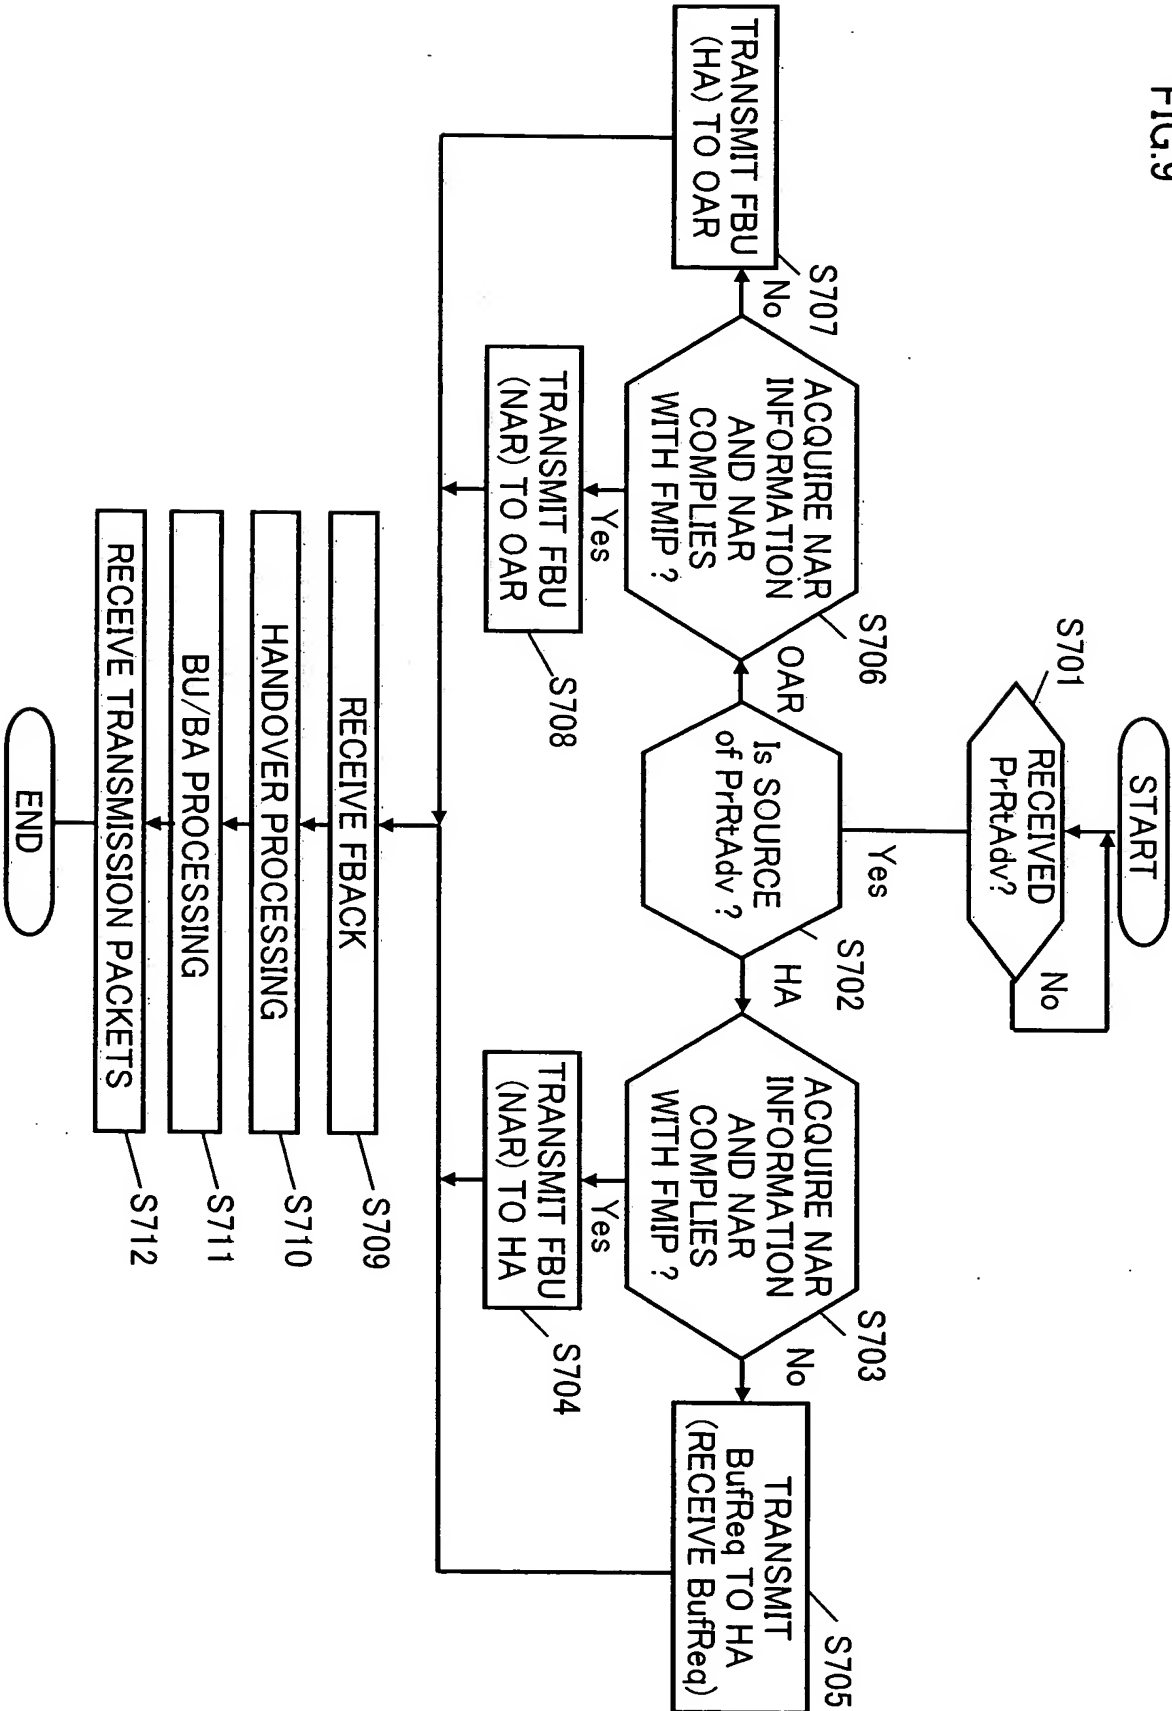 FIG.9
START
S701
RECEIVED
PrRtAdv?
No
Yes
S702
Is SOURCE
of PrRtAdv ?
OAR
HA
S706
ACQUIRE NAR
INFORMATION
AND NAR
COMPLIES
WITH FMIP ?
No
Yes
S707
TRANSMIT FBU
(HA) TO OAR
TRANSMIT FBU
(NAR) TO OAR
S708
S703
ACQUIRE NAR
INFORMATION
AND NAR
COMPLIES
WITH FMIP ?
Yes
No
TRANSMIT FBU
(NAR) TO HA
S704
TRANSMIT
BufReq TO HA
(RECEIVE BufReq)
S705
RECEIVE FBACK
S709
HANDOVER PROCESSING
S710
BU/BA PROCESSING
S711
RECEIVE TRANSMISSION PACKETS
S712
END